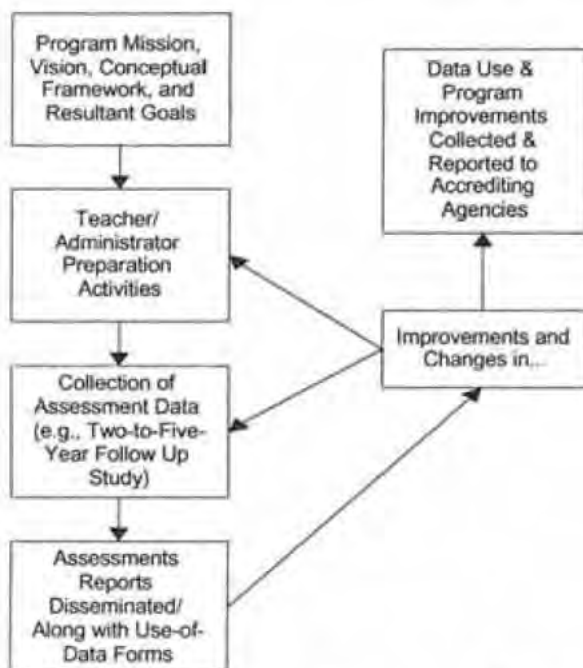 Program Mission,
Vision, Conceptual
Framework, and
Resultant Goals
Teacher/
Administrator
Preparation
Activities
Collection of
Assessment Data
(e.g., Two-to-Five-
Year Follow Up
Study)
Assessments
Reports
Disseminated/
Along with Use-of-
Data Forms
Data Use &
Program
Improvements
Collected &
Reported to
Accrediting
Agencies
Improvements and
Changes in...